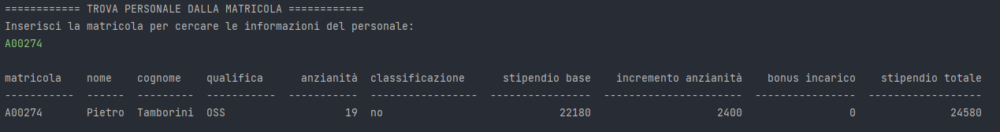 ============ TROVA PERSONALE DALLA MATRICOLA ============
Inserisci la matricola per cercare le informazioni del personale:
A00274
matricola    nome    cognome    qualifica      anzianità  classificazione      stipendio base    incremento anzianità    bonus incarico    stipendio totale
-----------  ------  ---------  -----------  -----------  -----------------  ----------------  ----------------------  ----------------  ------------------
A00274       Pietro  Tamborini  OSS                   19  no                            22180                    2400                 0               24580